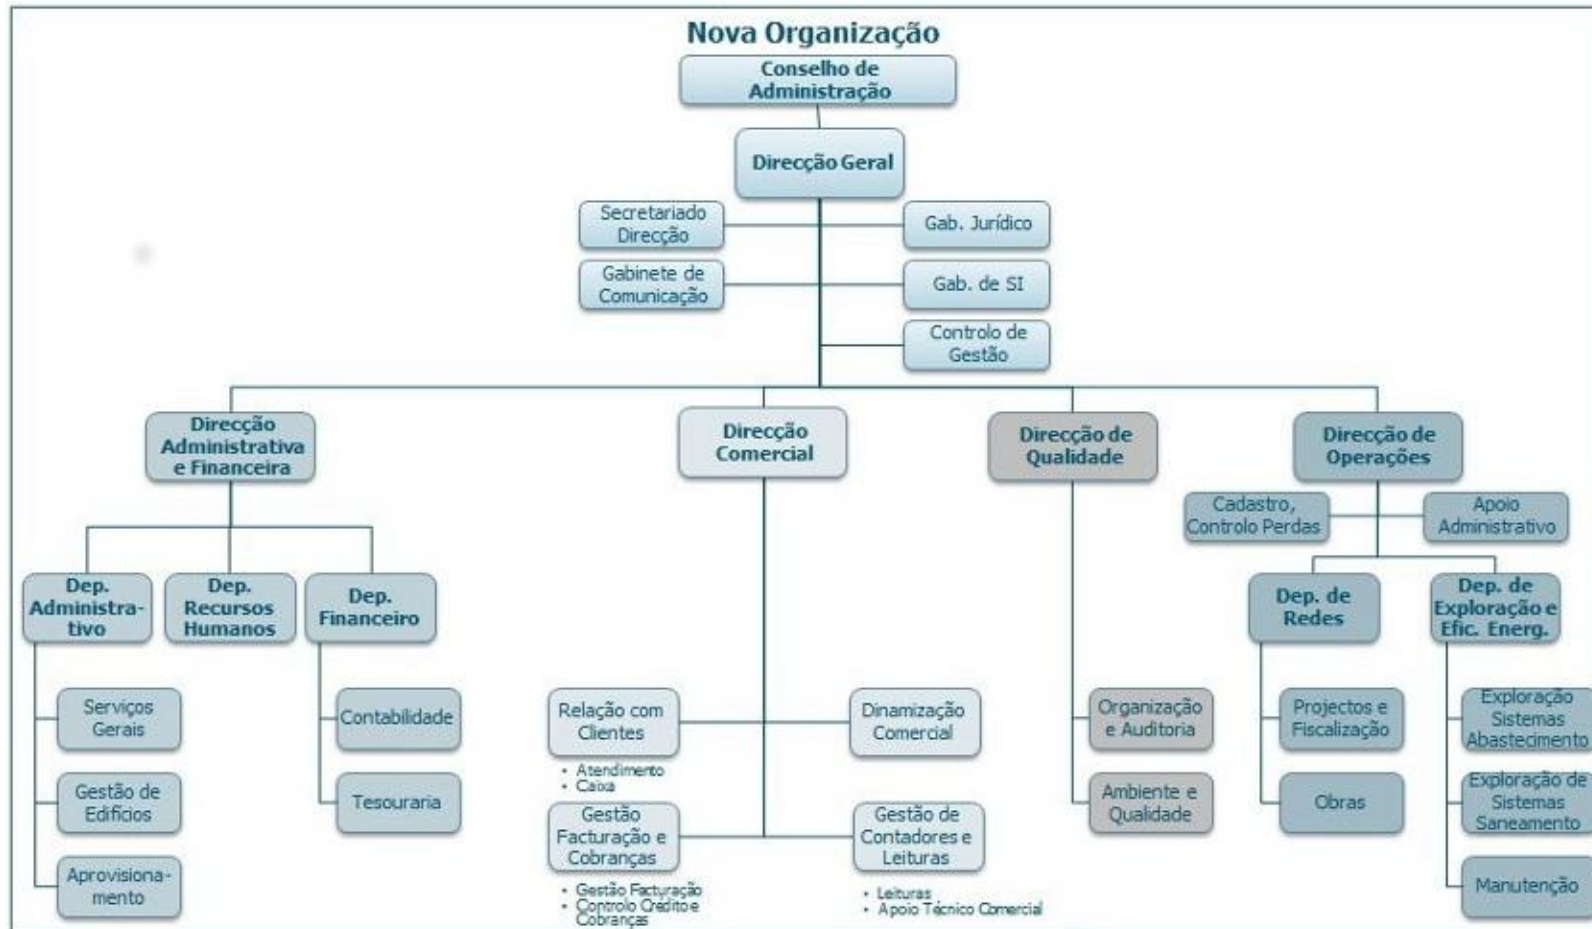 Nova Organização
Conselho de
Administração
Direcção Geral
Secretariado
Direcção
Gab. Jurídico
Gabinete de
Comunicação
Gab. de SI
Controlo de
Gestão
Direcção
Administrativa
e Financeira
Direcção
Comercial
Direcção de
Qualidade
Direcção de
Operações
Cadastro,
Controlo Perdas
Apoio
Administrativo
Dep.
Administra-
tivo
Dep.
Recursos
Humanos
Dep.
Financeiro
Dep. de
Redes
Dep. de
Exploração e
Efic. Energ.
Serviços
Gerais
Contabilidade
Relação com
Clientes
• Atendimento
• Caixa
Dinamização
Comercial
Organização
e Auditoria
Projectos e
Fiscalização
Exploração
Sistemas
Abastecimento
Gestão de
Edifícios
Tesouraria
Gestão
Facturação e
Cobranças
• Gestão Facturação
• Controlo Crédito e
Cobranças
Gestão de
Contadores e
Leituras
• Leituras
• Apoio Técnico Comercial
Ambiente e
Qualidade
Obras
Exploração de
Sistemas
Saneamento
Aprovisiona-
mento
Manutenção